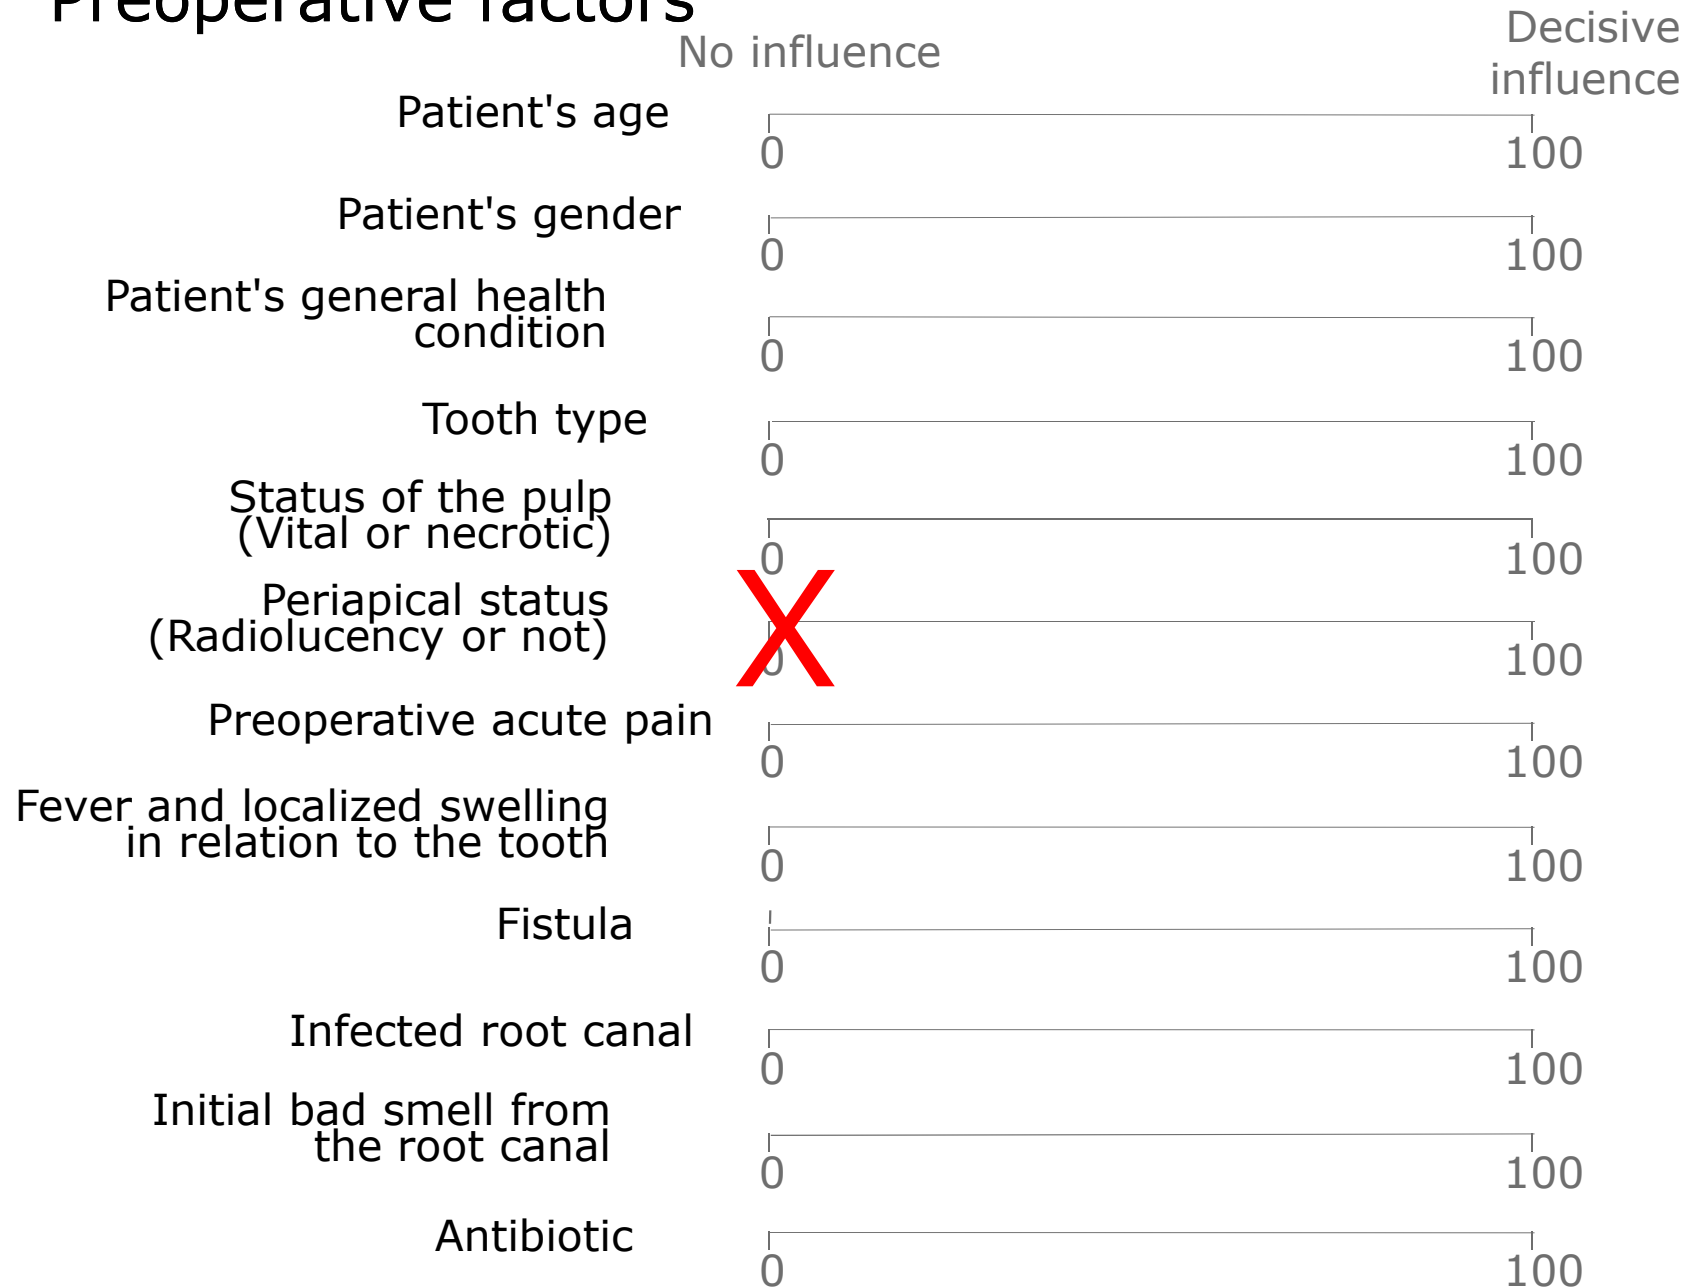 Preoperative factors
No influence
Decisive
influence
Patient's age
0
100
Patient's gender
0
100
Patient's general health
condition
0
100
Tooth type
0
100
Status of the pulp
(Vital or necrotic)
0
100
Periapical status
(Radiolucency or not)
X
0
100
Preoperative acute pain
0
100
Fever and localized swelling
in relation to the tooth
0
100
Fistula
0
100
Infected root canal
0
100
Initial bad smell from
the root canal
0
100
Antibiotic
0
100